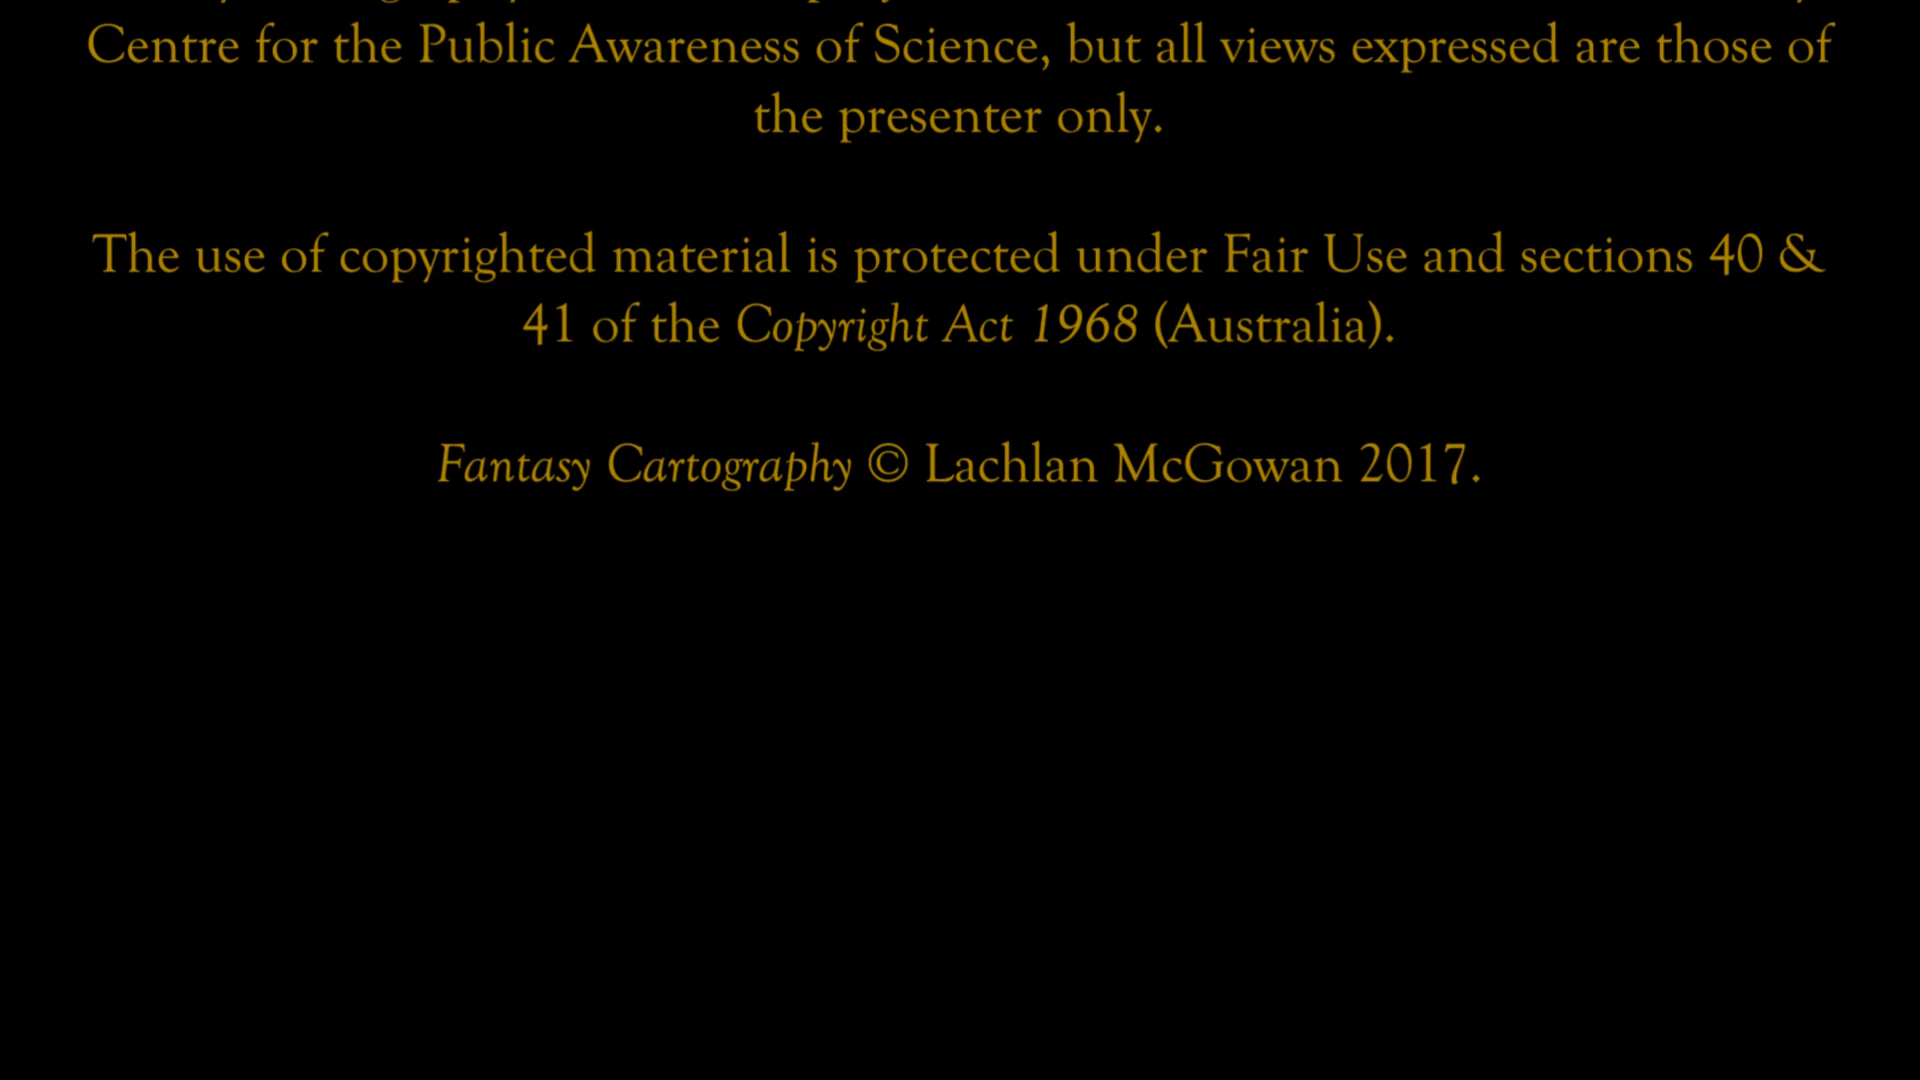 Centre for the Public Awareness of Science, but all views expressed are those of
the presenter only.
The use of copyrighted material is protected under Fair Use and sections 40 &
41 of the Copyright Act 1968 (Australia).
Fantasy Cartography © Lachlan McGowan 2017.